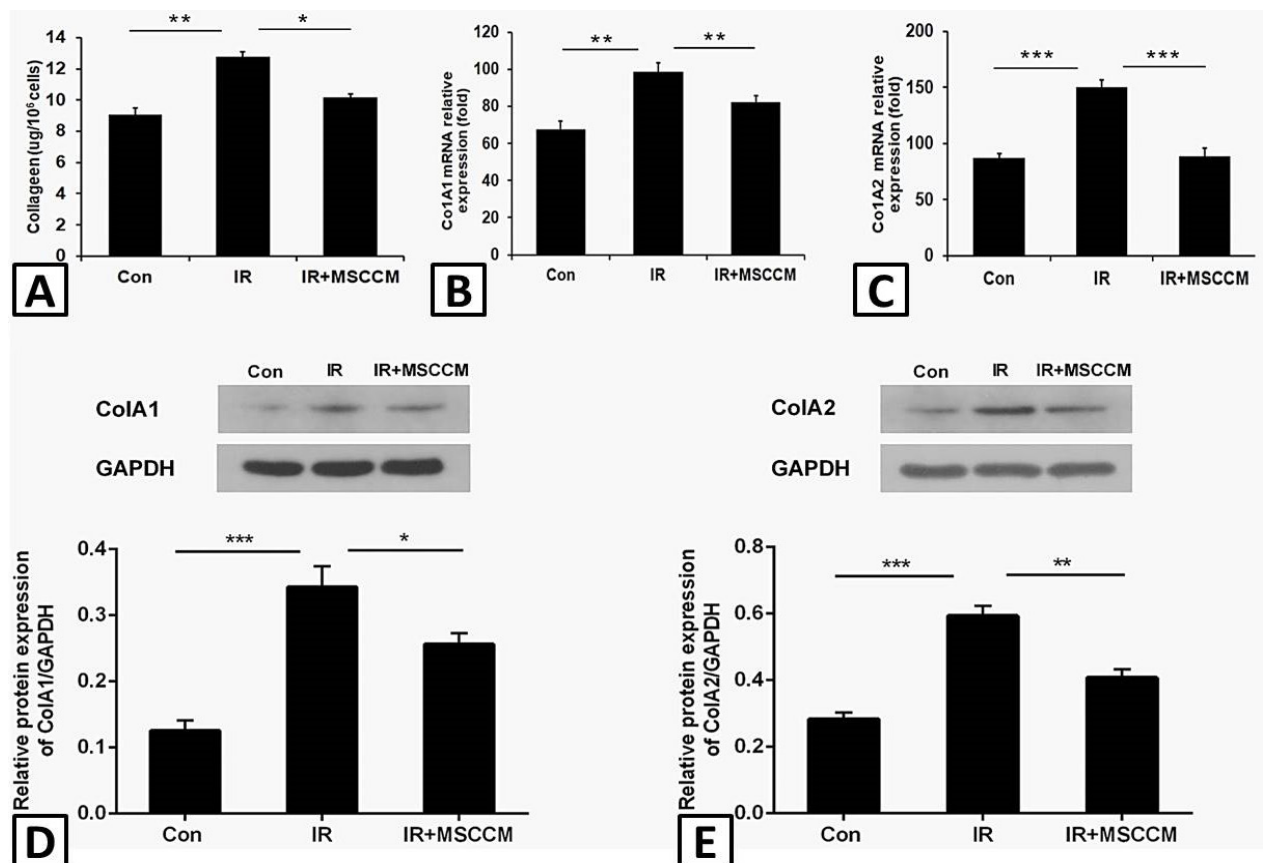 ** *
14
12
10
8
6
4
2
0
Collageen (ug/10⁶ cells)
Con IR IR+MSCCM
A
** **
120
100
80
60
40
20
0
Co1A1 mRNA relative
expression (fold)
Con IR IR+MSCCM
B
*** ***
200
150
100
50
0
Co1A2 mRNA relative
expression (fold)
Con IR IR+MSCCM
C
Con IR IR+MSCCM
ColA1
GAPDH
*** *
0.4
0.3
0.2
0.1
0.0
Relative protein expression
of ColA1/GAPDH
Con IR IR+MSCCM
D
Con IR IR+MSCCM
ColA2
GAPDH
*** **
0.8
0.6
0.4
0.2
0.0
Relative protein expression
of ColA2/GAPDH
Con IR IR+MSCCM
E